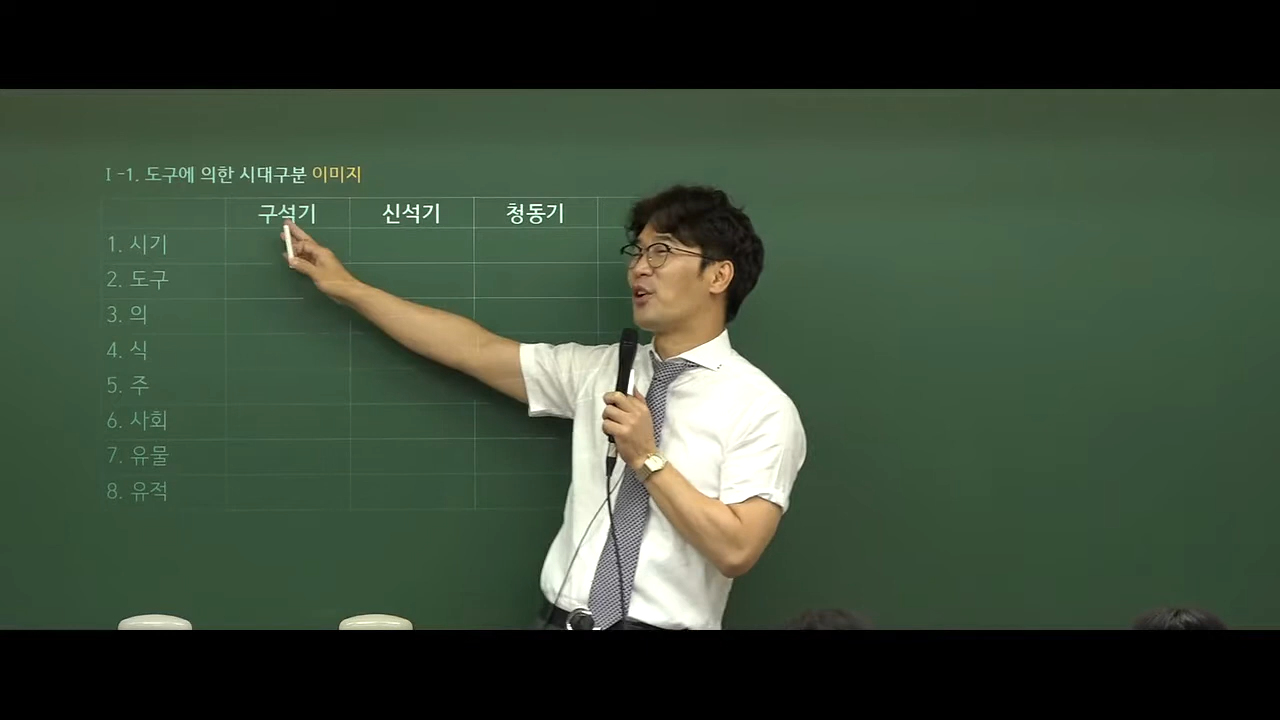 Ⅰ-1. 도구에 의한 시대구분 이미지
구석기 신석기 청동기
1. 시기
2. 도구
3. 의
4. 식
5. 주
6. 사회
7. 유물
8. 유적